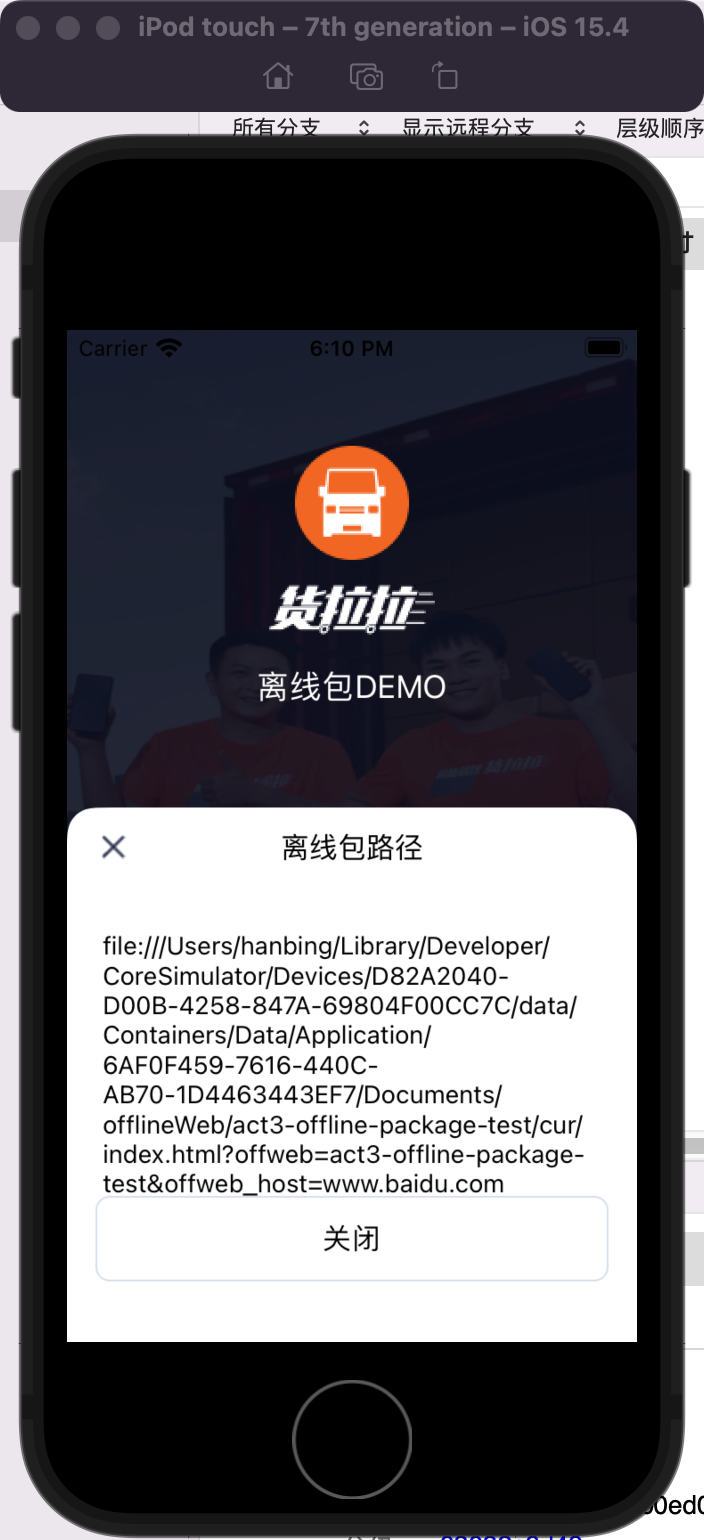 iPod touch – 7th generation – iOS 15.4
所有分支 显示远程分支 层级顺序
Carrier 6:10 PM
货拉拉
离线包DEMO
货拉拉
离线包路径
file:///Users/hanbing/Library/Developer/
CoreSimulator/Devices/D82A2040-
D00B-4258-847A-69804F00CC7C/data/
Containers/Data/Application/
6AF0F459-7616-440C-
AB70-1D4463443EF7/Documents/
offlineWeb/act3-offline-package-test/cur/
index.html?offweb=act3-offline-package-
test&offweb_host=www.baidu.com
关闭